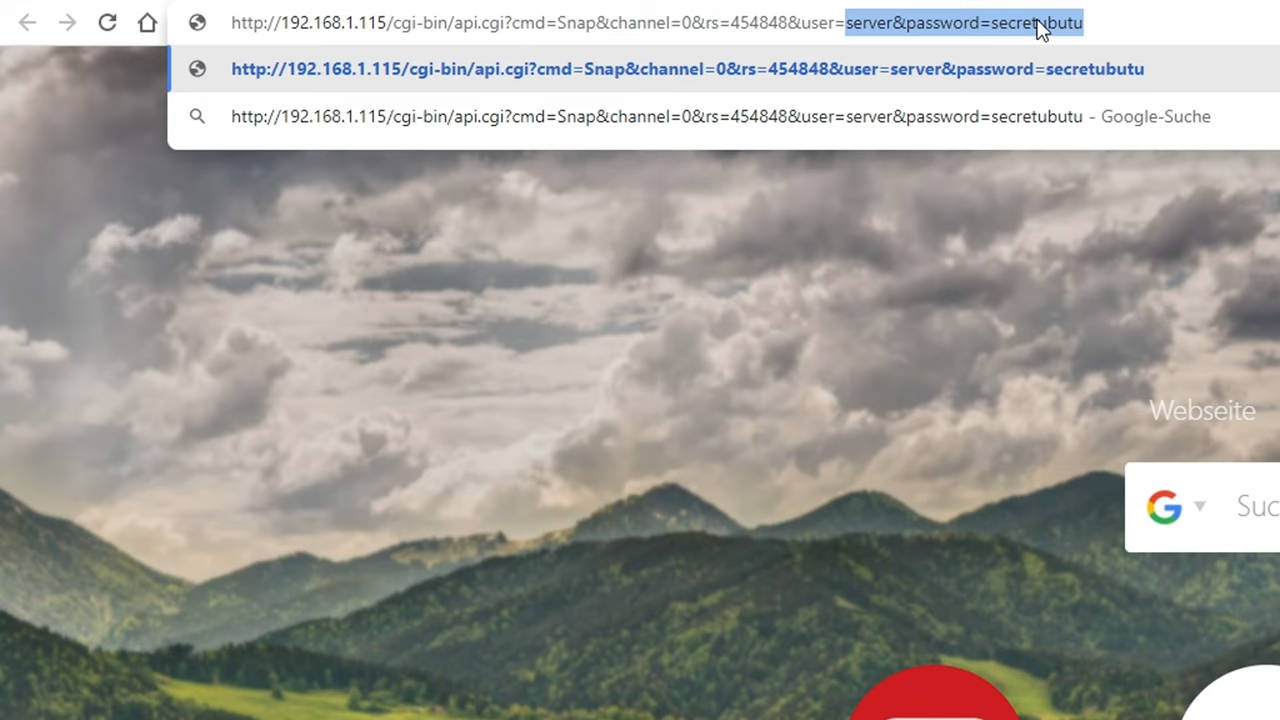 http://192.168.1.115/cgi-bin/api.cgi?cmd=Snap&channel=0&rs=454848&user=server&password=secretubutu
http://192.168.1.115/cgi-bin/api.cgi?cmd=Snap&channel=0&rs=454848&user=server&password=secretubutu
http://192.168.1.115/cgi-bin/api.cgi?cmd=Snap&channel=0&rs=454848&user=server&password=secretubutu - Google-Suche
Webseite
G
Suc